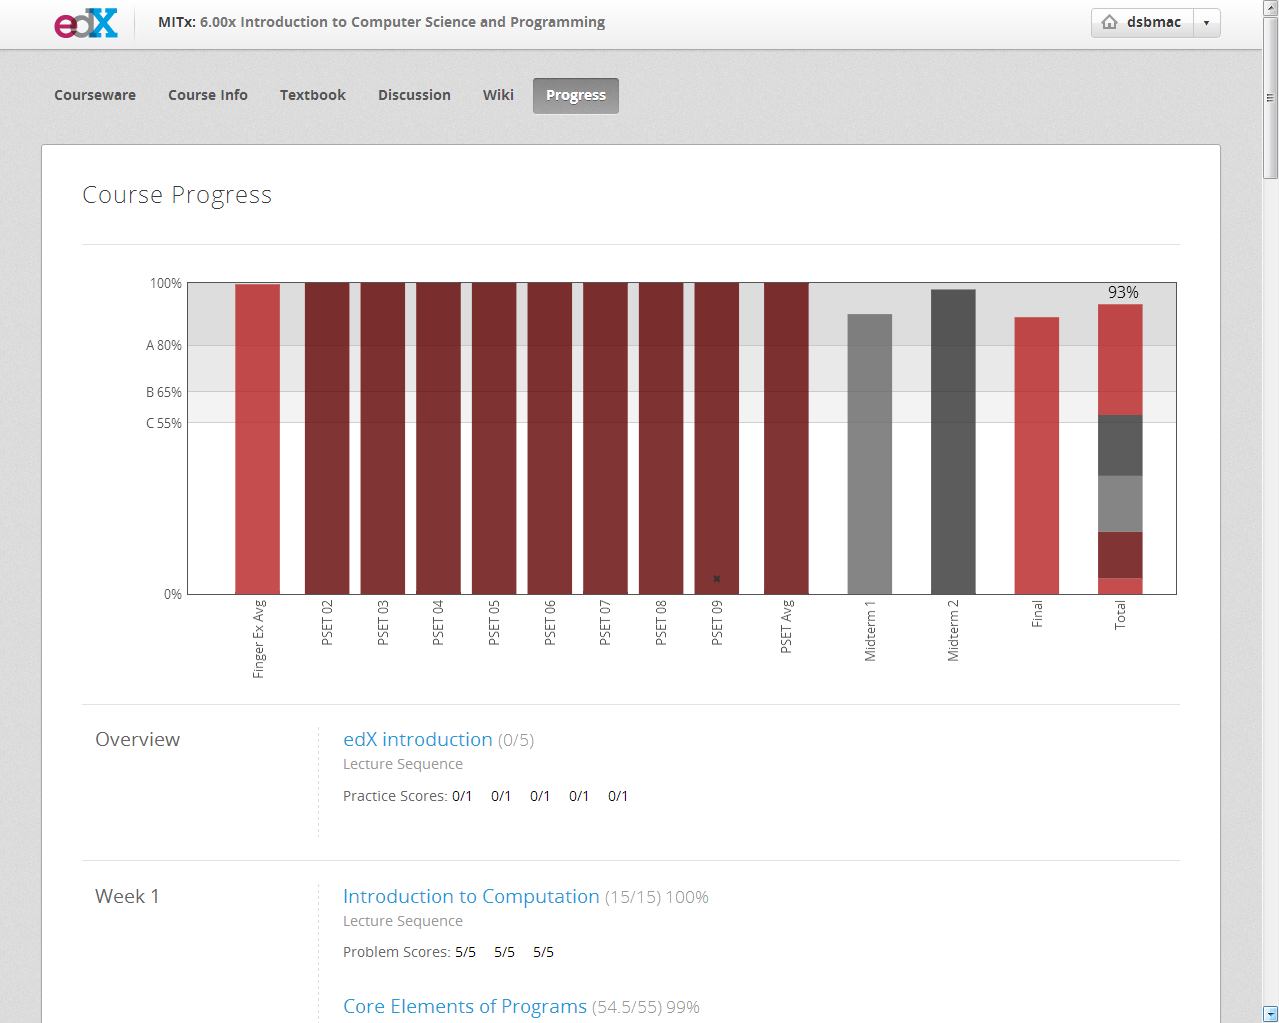 edX
MITx: 6.00x Introduction to Computer Science and Programming
dsbmac
Courseware
Course Info
Textbook
Discussion
Wiki
Progress
Course Progress
100%
A 80%
B 65%
C 55%
0%
93%
Finger Ex Avg
PSET 02
PSET 03
PSET 04
PSET 05
PSET 06
PSET 07
PSET 08
PSET 09
PSET Avg
Midterm 1
Midterm 2
Final
Total
Overview
edX introduction (0/5)
Lecture Sequence
Practice Scores: 0/1 0/1 0/1 0/1 0/1
Week 1
Introduction to Computation (15/15) 100%
Lecture Sequence
Problem Scores: 5/5 5/5 5/5
Core Elements of Programs (54.5/55) 99%